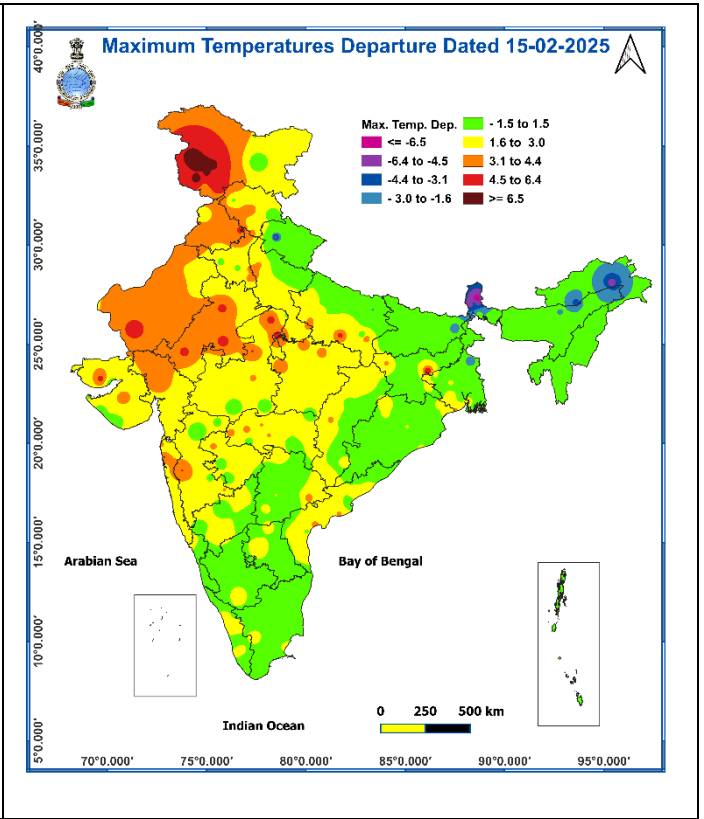 Maximum Temperatures Departure Dated 15-02-2025
Max. Temp. Dep.
<= -6.5
-6.4 to -4.5
-4.4 to -3.1
- 3.0 to -1.6
- 1.5 to 1.5
1.6 to 3.0
3.1 to 4.4
4.5 to 6.4
>= 6.5
40°0.000'
35°0.000'
30°0.000'
25°0.000'
20°0.000'
15°0.000'
10°0.000'
5°0.000'
Arabian Sea
Bay of Bengal
Indian Ocean
0 250 500 km
70°0.000' 75°0.000' 80°0.000' 85°0.000' 90°0.000' 95°0.000'